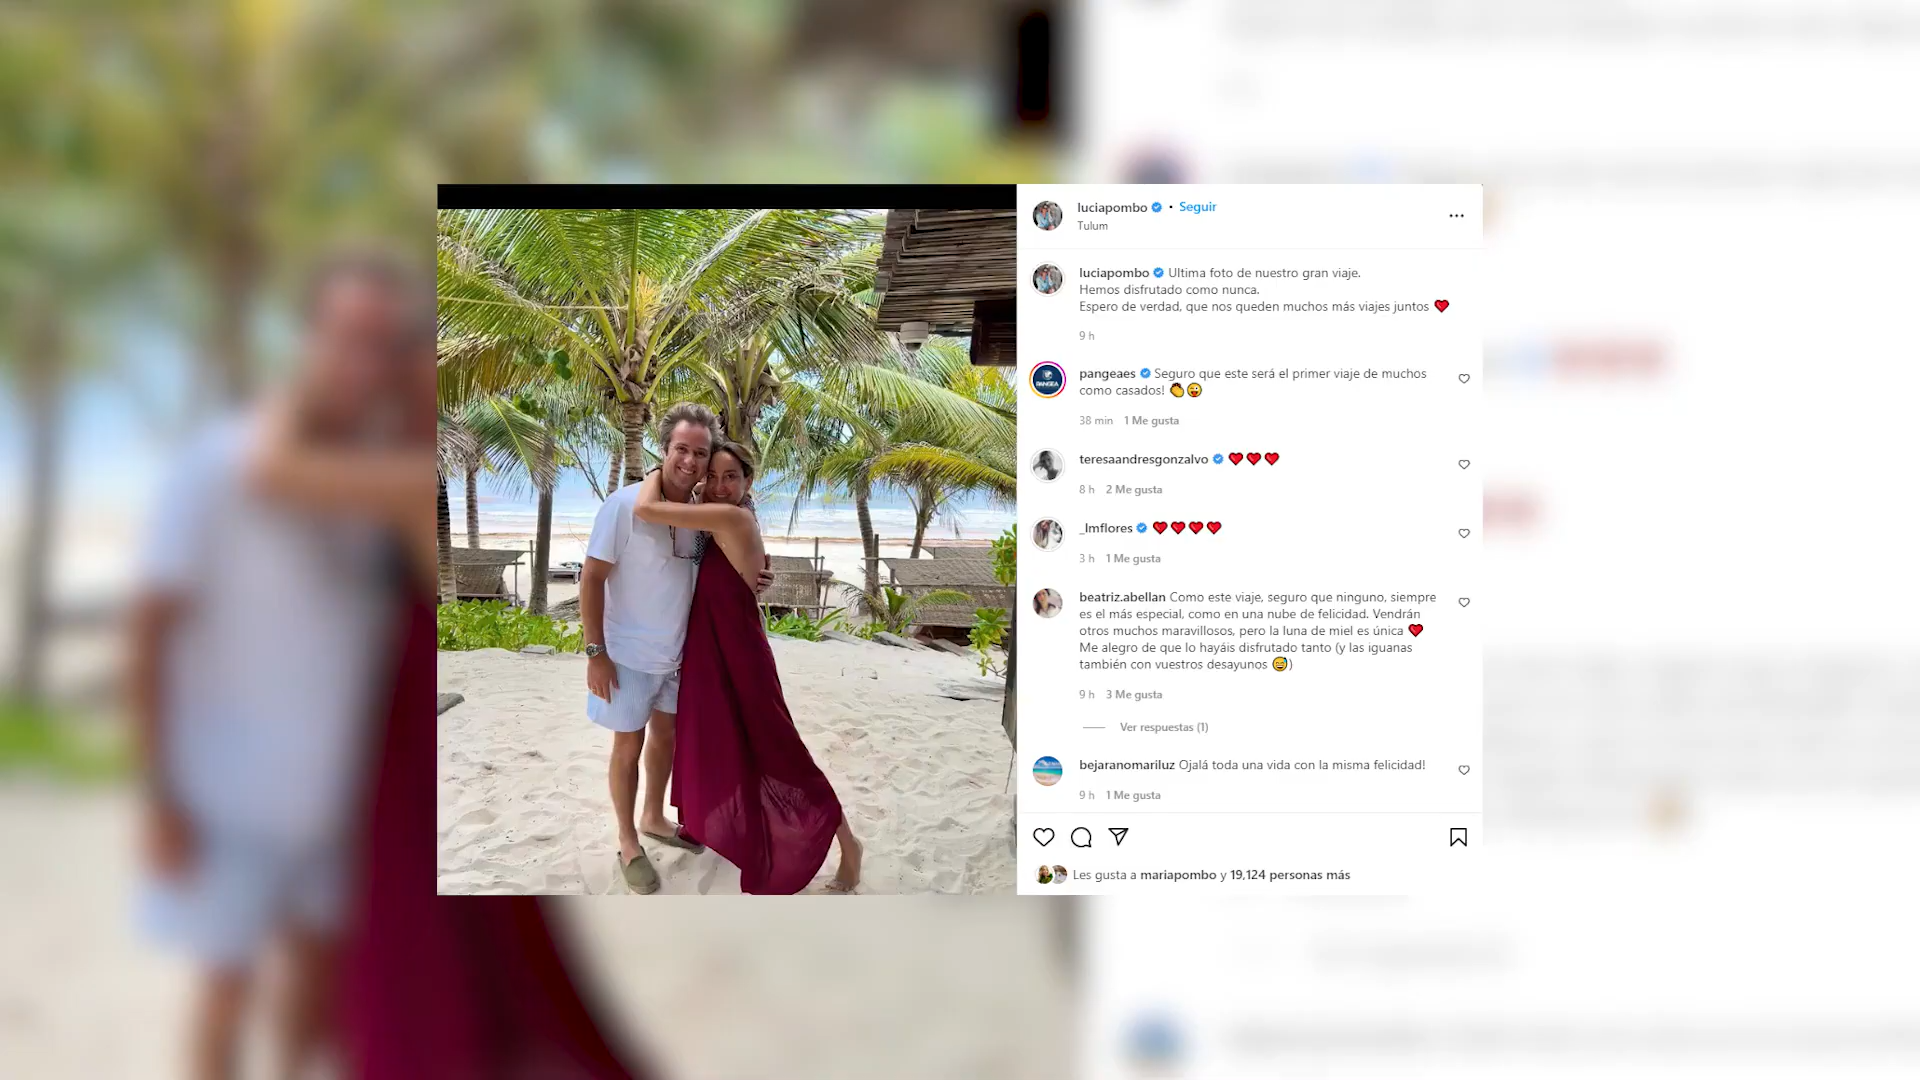 luciapombo • Seguir
Tulum
luciapombo Ultima foto de nuestro gran viaje.
Hemos disfrutado como nunca.
Espero de verdad, que nos queden muchos más viajes juntos ❤️
9 h
PANGEA
pangeaes Seguro que este será el primer viaje de muchos
como casados! 👏😜
38 min 1 Me gusta
teresaandresgonzalvo ❤️❤️❤️
8 h 2 Me gusta
_lmflores ❤️❤️❤️❤️
3 h 1 Me gusta
beatriz.abellan Como este viaje, seguro que ninguno, siempre
es el más especial, como en una nube de felicidad. Vendrán
otros muchos maravillosos, pero la luna de miel es única ❤️
Me alegro de que lo hayáis disfrutado tanto (y las iguanas
también con vuestros desayunos 😅)
9 h 3 Me gusta
Ver respuestas (1)
bejaranomariluz Ojalá toda una vida con la misma felicidad!
9 h 1 Me gusta
Les gusta a mariapombo y 19,124 personas más